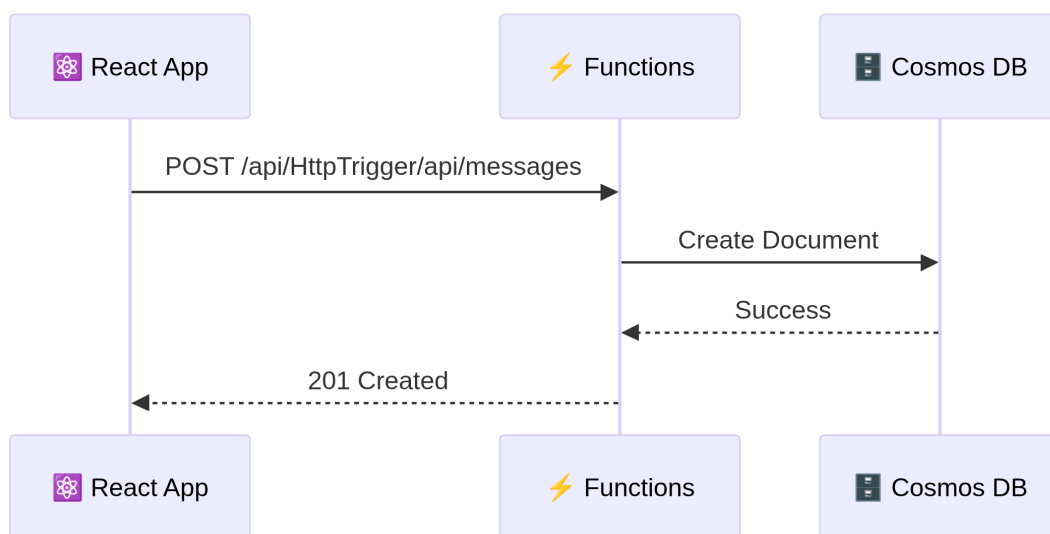 ⚛️ React App
⚡ Functions
🗄️ Cosmos DB
POST /api/HttpTrigger/api/messages
Create Document
Success
201 Created
⚛️ React App
⚡ Functions
🗄️ Cosmos DB